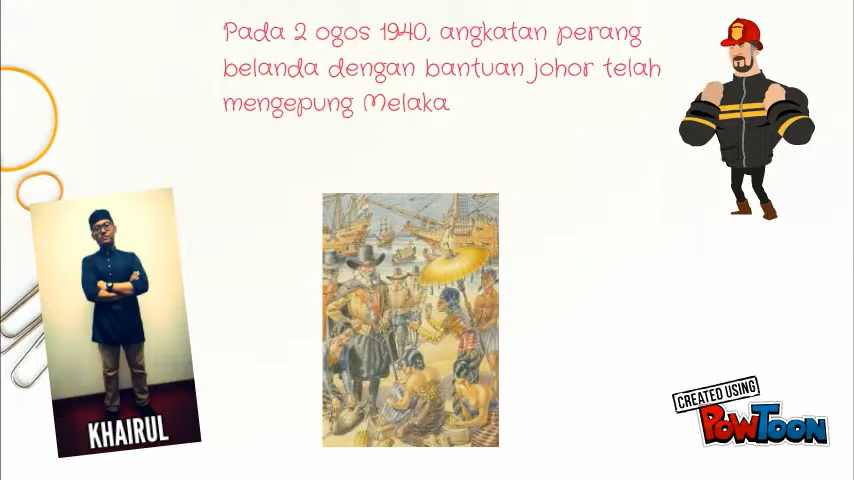 Pada 2 ogos 1940, angkatan perang
belanda dengan bantuan johor telah
mengepung Melaka
KHAIRUL
CREATED USING
POWTOON